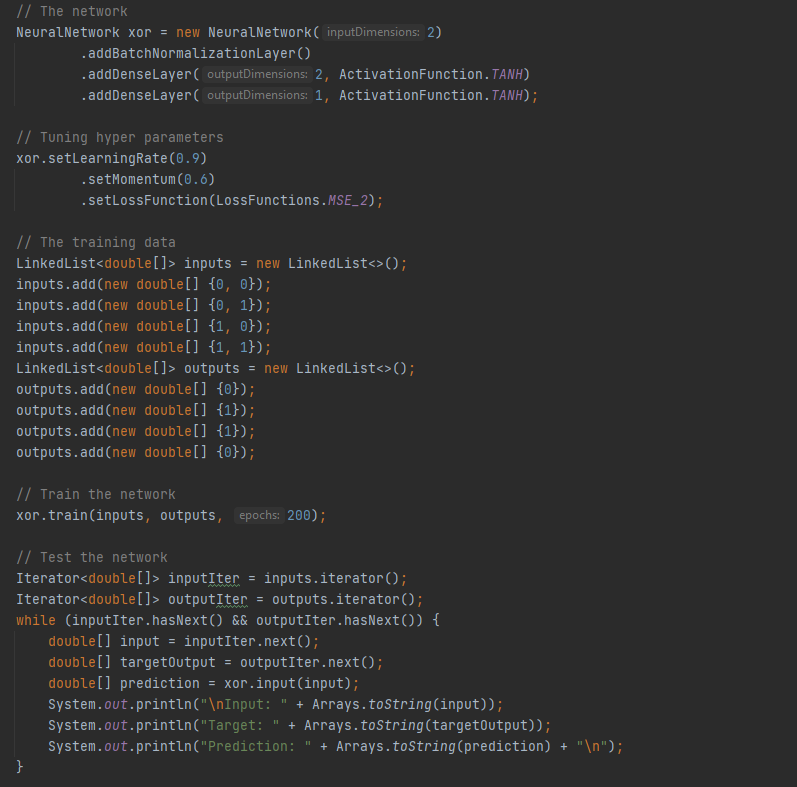 // The network
NeuralNetwork xor = new NeuralNetwork( inputDimensions: 2)
        .addBatchNormalizationLayer()
        .addDenseLayer( outputDimensions: 2, ActivationFunction.TANH)
        .addDenseLayer( outputDimensions: 1, ActivationFunction.TANH);

// Tuning hyper parameters
xor.setLearningRate(0.9)
        .setMomentum(0.6)
        .setLossFunction(LossFunctions.MSE_2);

// The training data
LinkedList<double[]> inputs = new LinkedList<>();
inputs.add(new double[] {0, 0});
inputs.add(new double[] {0, 1});
inputs.add(new double[] {1, 0});
inputs.add(new double[] {1, 1});
LinkedList<double[]> outputs = new LinkedList<>();
outputs.add(new double[] {0});
outputs.add(new double[] {1});
outputs.add(new double[] {1});
outputs.add(new double[] {0});

// Train the network
xor.train(inputs, outputs, epochs: 200);

// Test the network
Iterator<double[]> inputIter = inputs.iterator();
Iterator<double[]> outputIter = outputs.iterator();
while (inputIter.hasNext() && outputIter.hasNext()) {
    double[] input = inputIter.next();
    double[] targetOutput = outputIter.next();
    double[] prediction = xor.input(input);
    System.out.println("\nInput: " + Arrays.toString(input));
    System.out.println("Target: " + Arrays.toString(targetOutput));
    System.out.println("Prediction: " + Arrays.toString(prediction) + "\n");
}